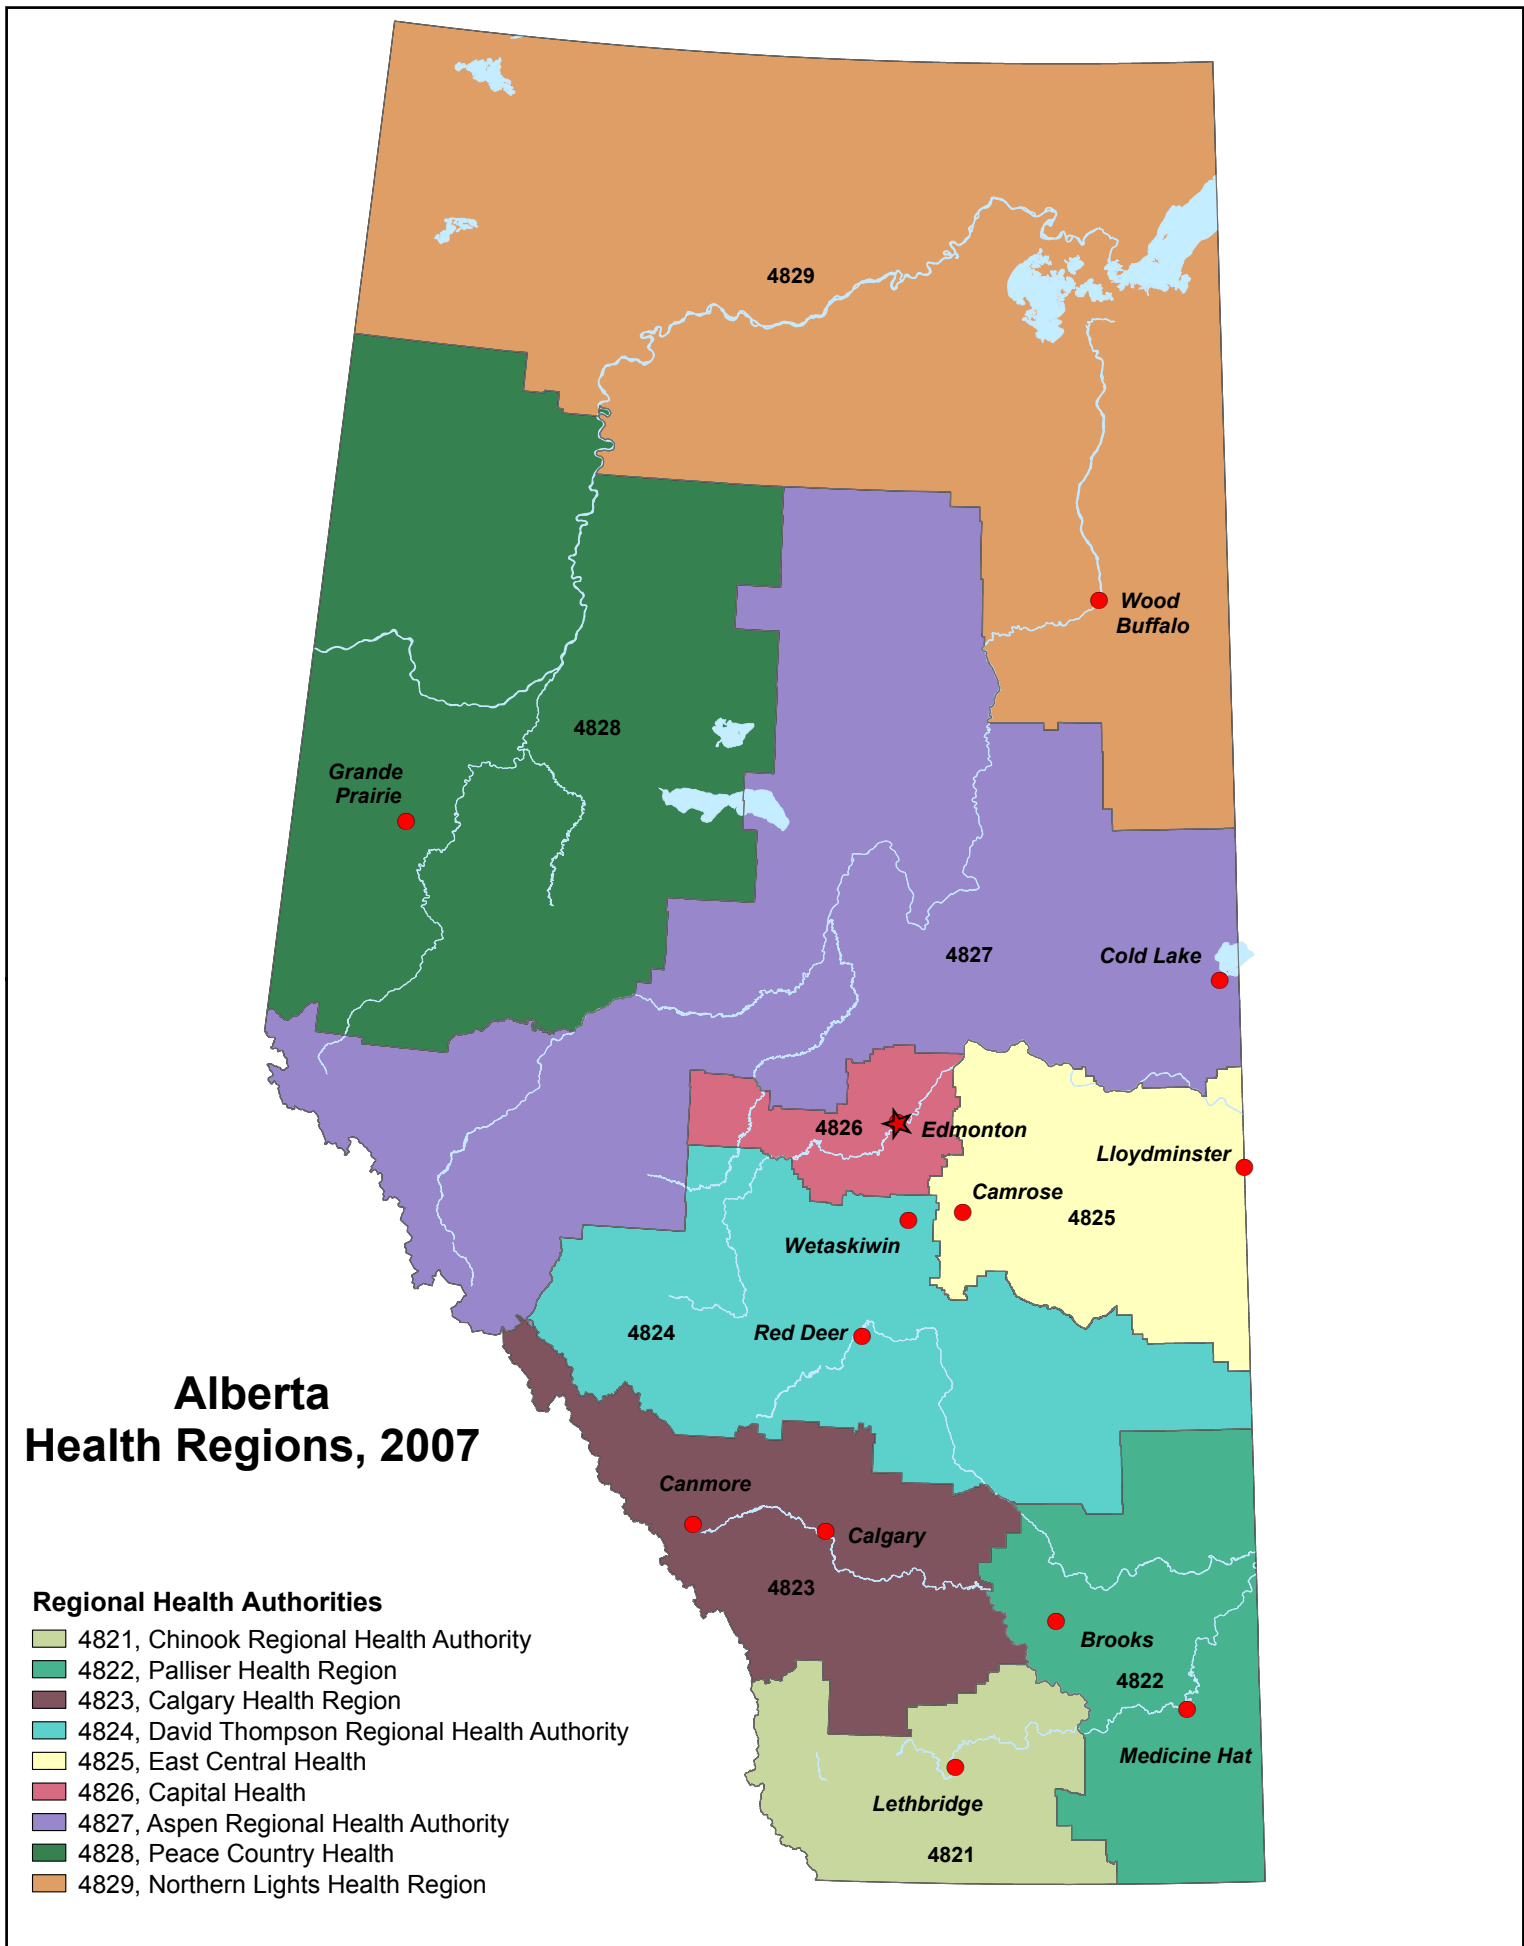 4829
Wood
Buffalo
4828
Grande
Prairie
4827
Cold Lake
4826
Edmonton
Lloydminster
Camrose
4825
Wetaskiwin
4824
Red Deer
Alberta
Health Regions, 2007
Canmore
Calgary
4823
Brooks
4822
Medicine Hat
Lethbridge
4821
Regional Health Authorities
4821, Chinook Regional Health Authority
4822, Palliser Health Region
4823, Calgary Health Region
4824, David Thompson Regional Health Authority
4825, East Central Health
4826, Capital Health
4827, Aspen Regional Health Authority
4828, Peace Country Health
4829, Northern Lights Health Region